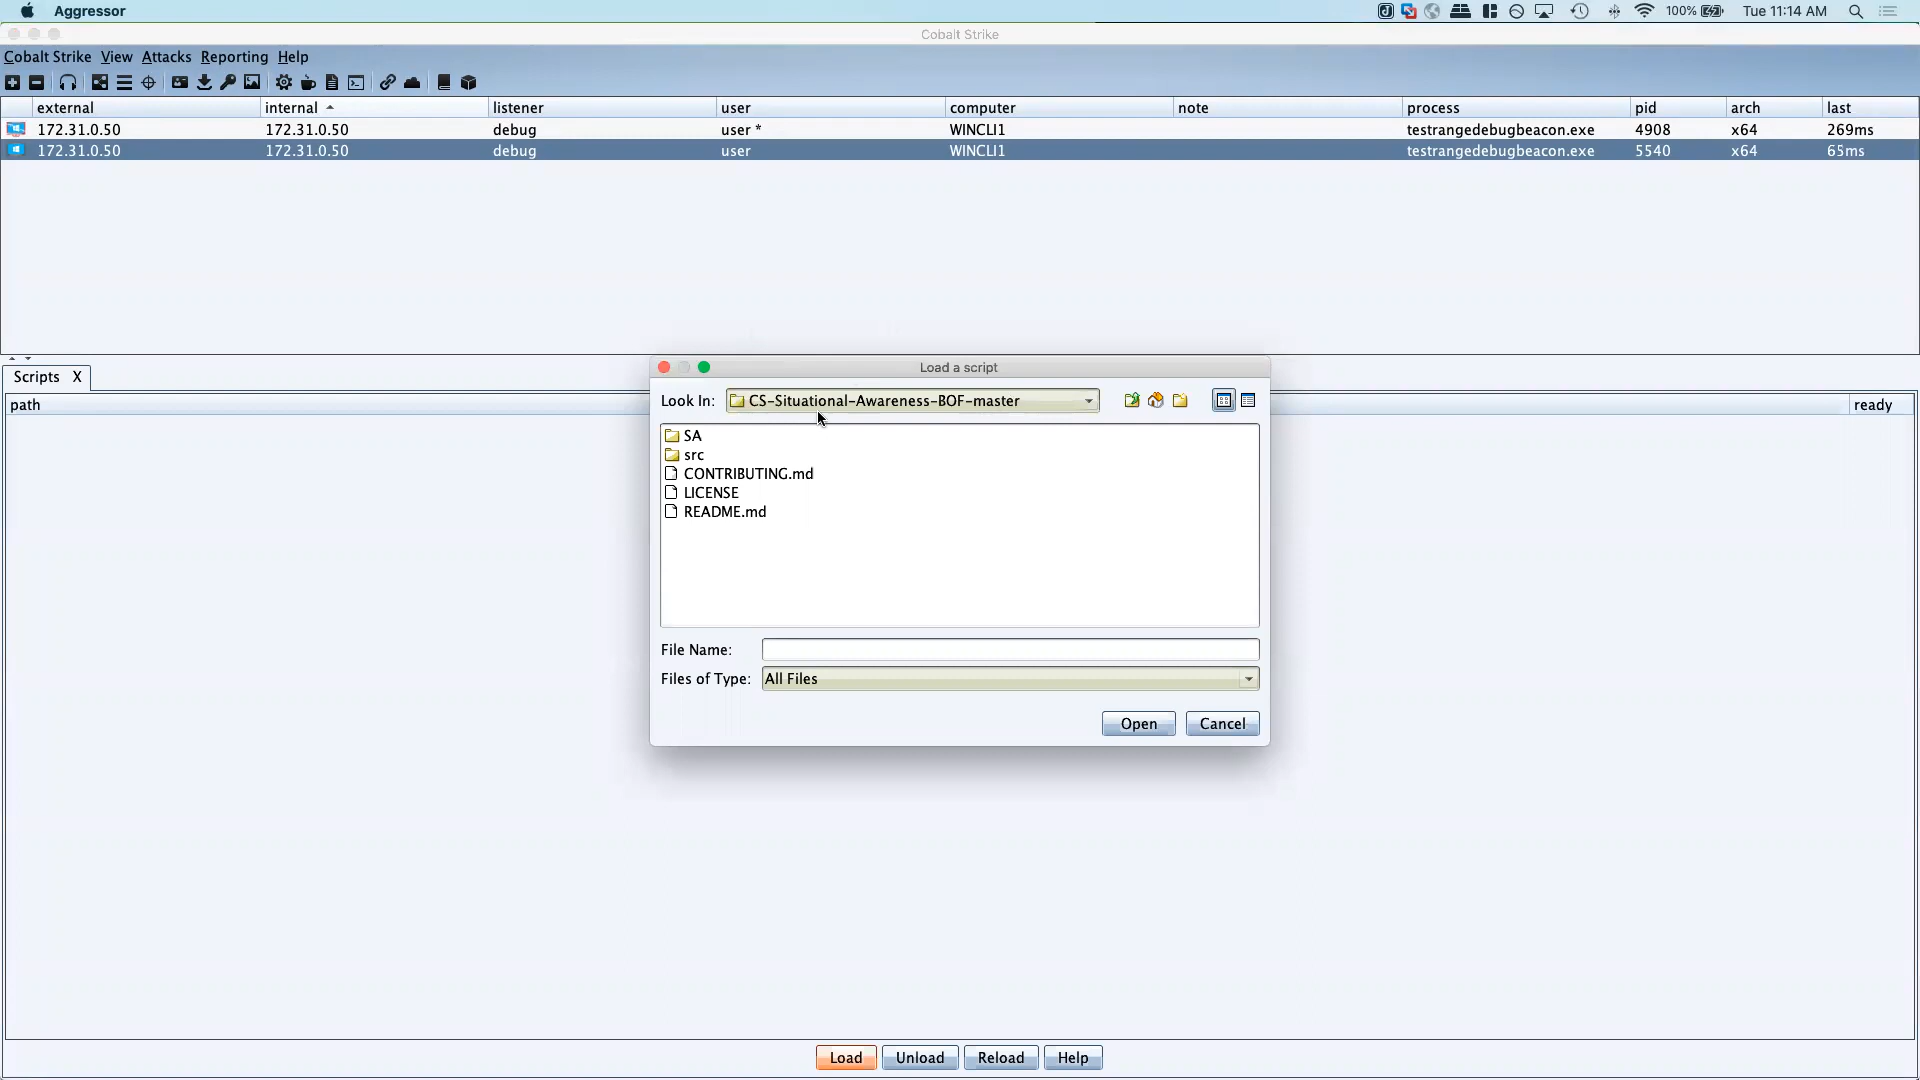 Aggressor
100%
Tue 11:14 AM
Cobalt Strike
Cobalt Strike View Attacks Reporting Help
external internal listener user computer note process pid arch last
172.31.0.50 172.31.0.50 debug user * WINCLI1 testrangedebugbeacon.exe 4908 x64 269ms
172.31.0.50 172.31.0.50 debug user WINCLI1 testrangedebugbeacon.exe 5540 x64 65ms
Scripts X
path ready
Load a script
Look In: CS-Situational-Awareness-BOF-master
SA
src
CONTRIBUTING.md
LICENSE
README.md
File Name:
Files of Type: All Files
Open Cancel
Load Unload Reload Help